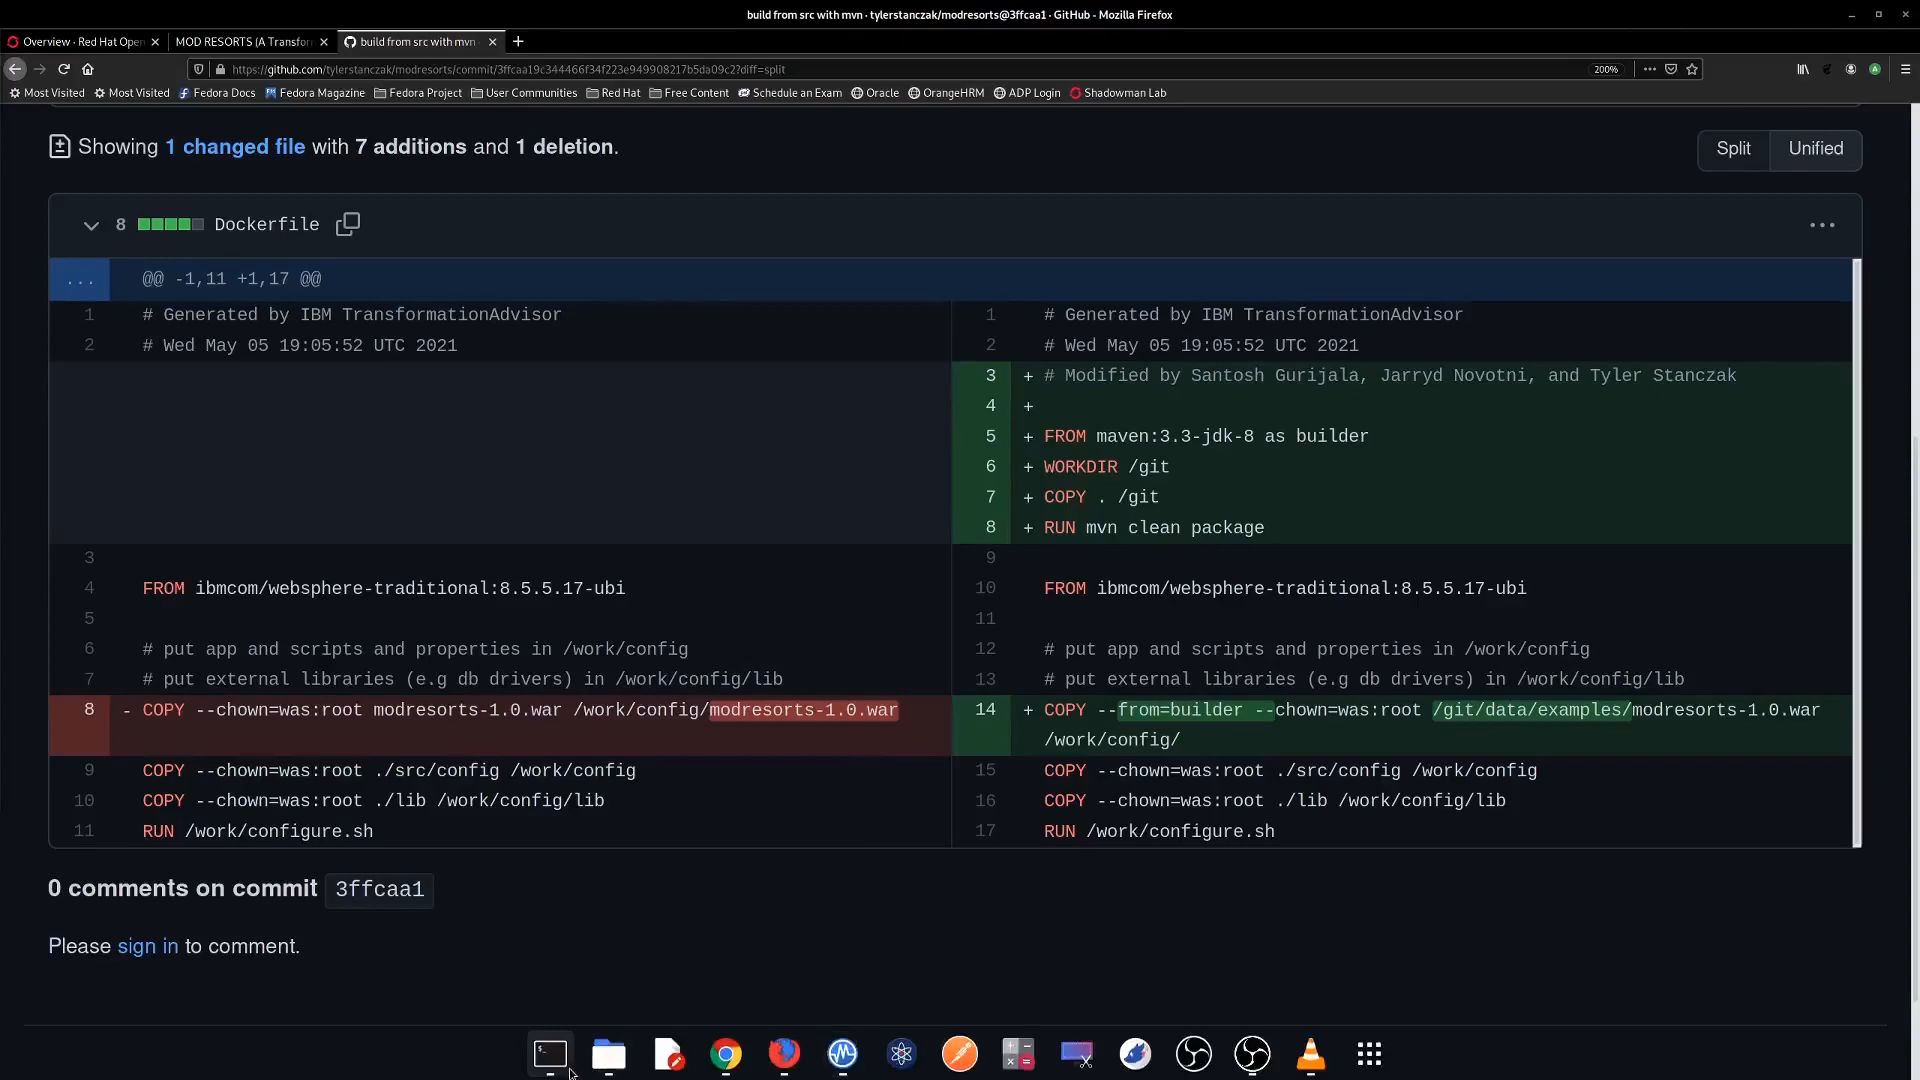 build from src with mvn · tylerstanczak/modresorts@3ffcaa1 · GitHub - Mozilla Firefox
Overview · Red Hat Open
MOD RESORTS (A Transfor
build from src with mvn ·
https://github.com/tylerstanczak/modresorts/commit/3ffcaa19c344466f34f223e949908217b5da09c2?diff=split
200%
Most Visited
Most Visited
Fedora Docs
Fedora Magazine
Fedora Project
User Communities
Red Hat
Free Content
Schedule an Exam
Oracle
OrangeHRM
ADP Login
Shadowman Lab
Showing 1 changed file with 7 additions and 1 deletion.
Split
Unified
8 Dockerfile
...
... @@ -1,11 +1,17 @@
1 # Generated by IBM TransformationAdvisor
2 # Wed May 05 19:05:52 UTC 2021
3
4 FROM ibmcom/websphere-traditional:8.5.5.17-ubi
5
6 # put app and scripts and properties in /work/config
7 # put external libraries (e.g db drivers) in /work/config/lib
8 - COPY --chown=was:root modresorts-1.0.war /work/config/modresorts-1.0.war
9 COPY --chown=was:root ./src/config /work/config
10 COPY --chown=was:root ./lib /work/config/lib
11 RUN /work/configure.sh
1 # Generated by IBM TransformationAdvisor
2 # Wed May 05 19:05:52 UTC 2021
3 + # Modified by Santosh Gurijala, Jarryd Novotni, and Tyler Stanczak
4 +
5 + FROM maven:3.3-jdk-8 as builder
6 + WORKDIR /git
7 + COPY . /git
8 + RUN mvn clean package
9
10 FROM ibmcom/websphere-traditional:8.5.5.17-ubi
11
12 # put app and scripts and properties in /work/config
13 # put external libraries (e.g db drivers) in /work/config/lib
14 + COPY --from=builder --chown=was:root /git/data/examples/modresorts-1.0.war
/work/config/
15 COPY --chown=was:root ./src/config /work/config
16 COPY --chown=was:root ./lib /work/config/lib
17 RUN /work/configure.sh
0 comments on commit 3ffcaa1
Please sign in to comment.